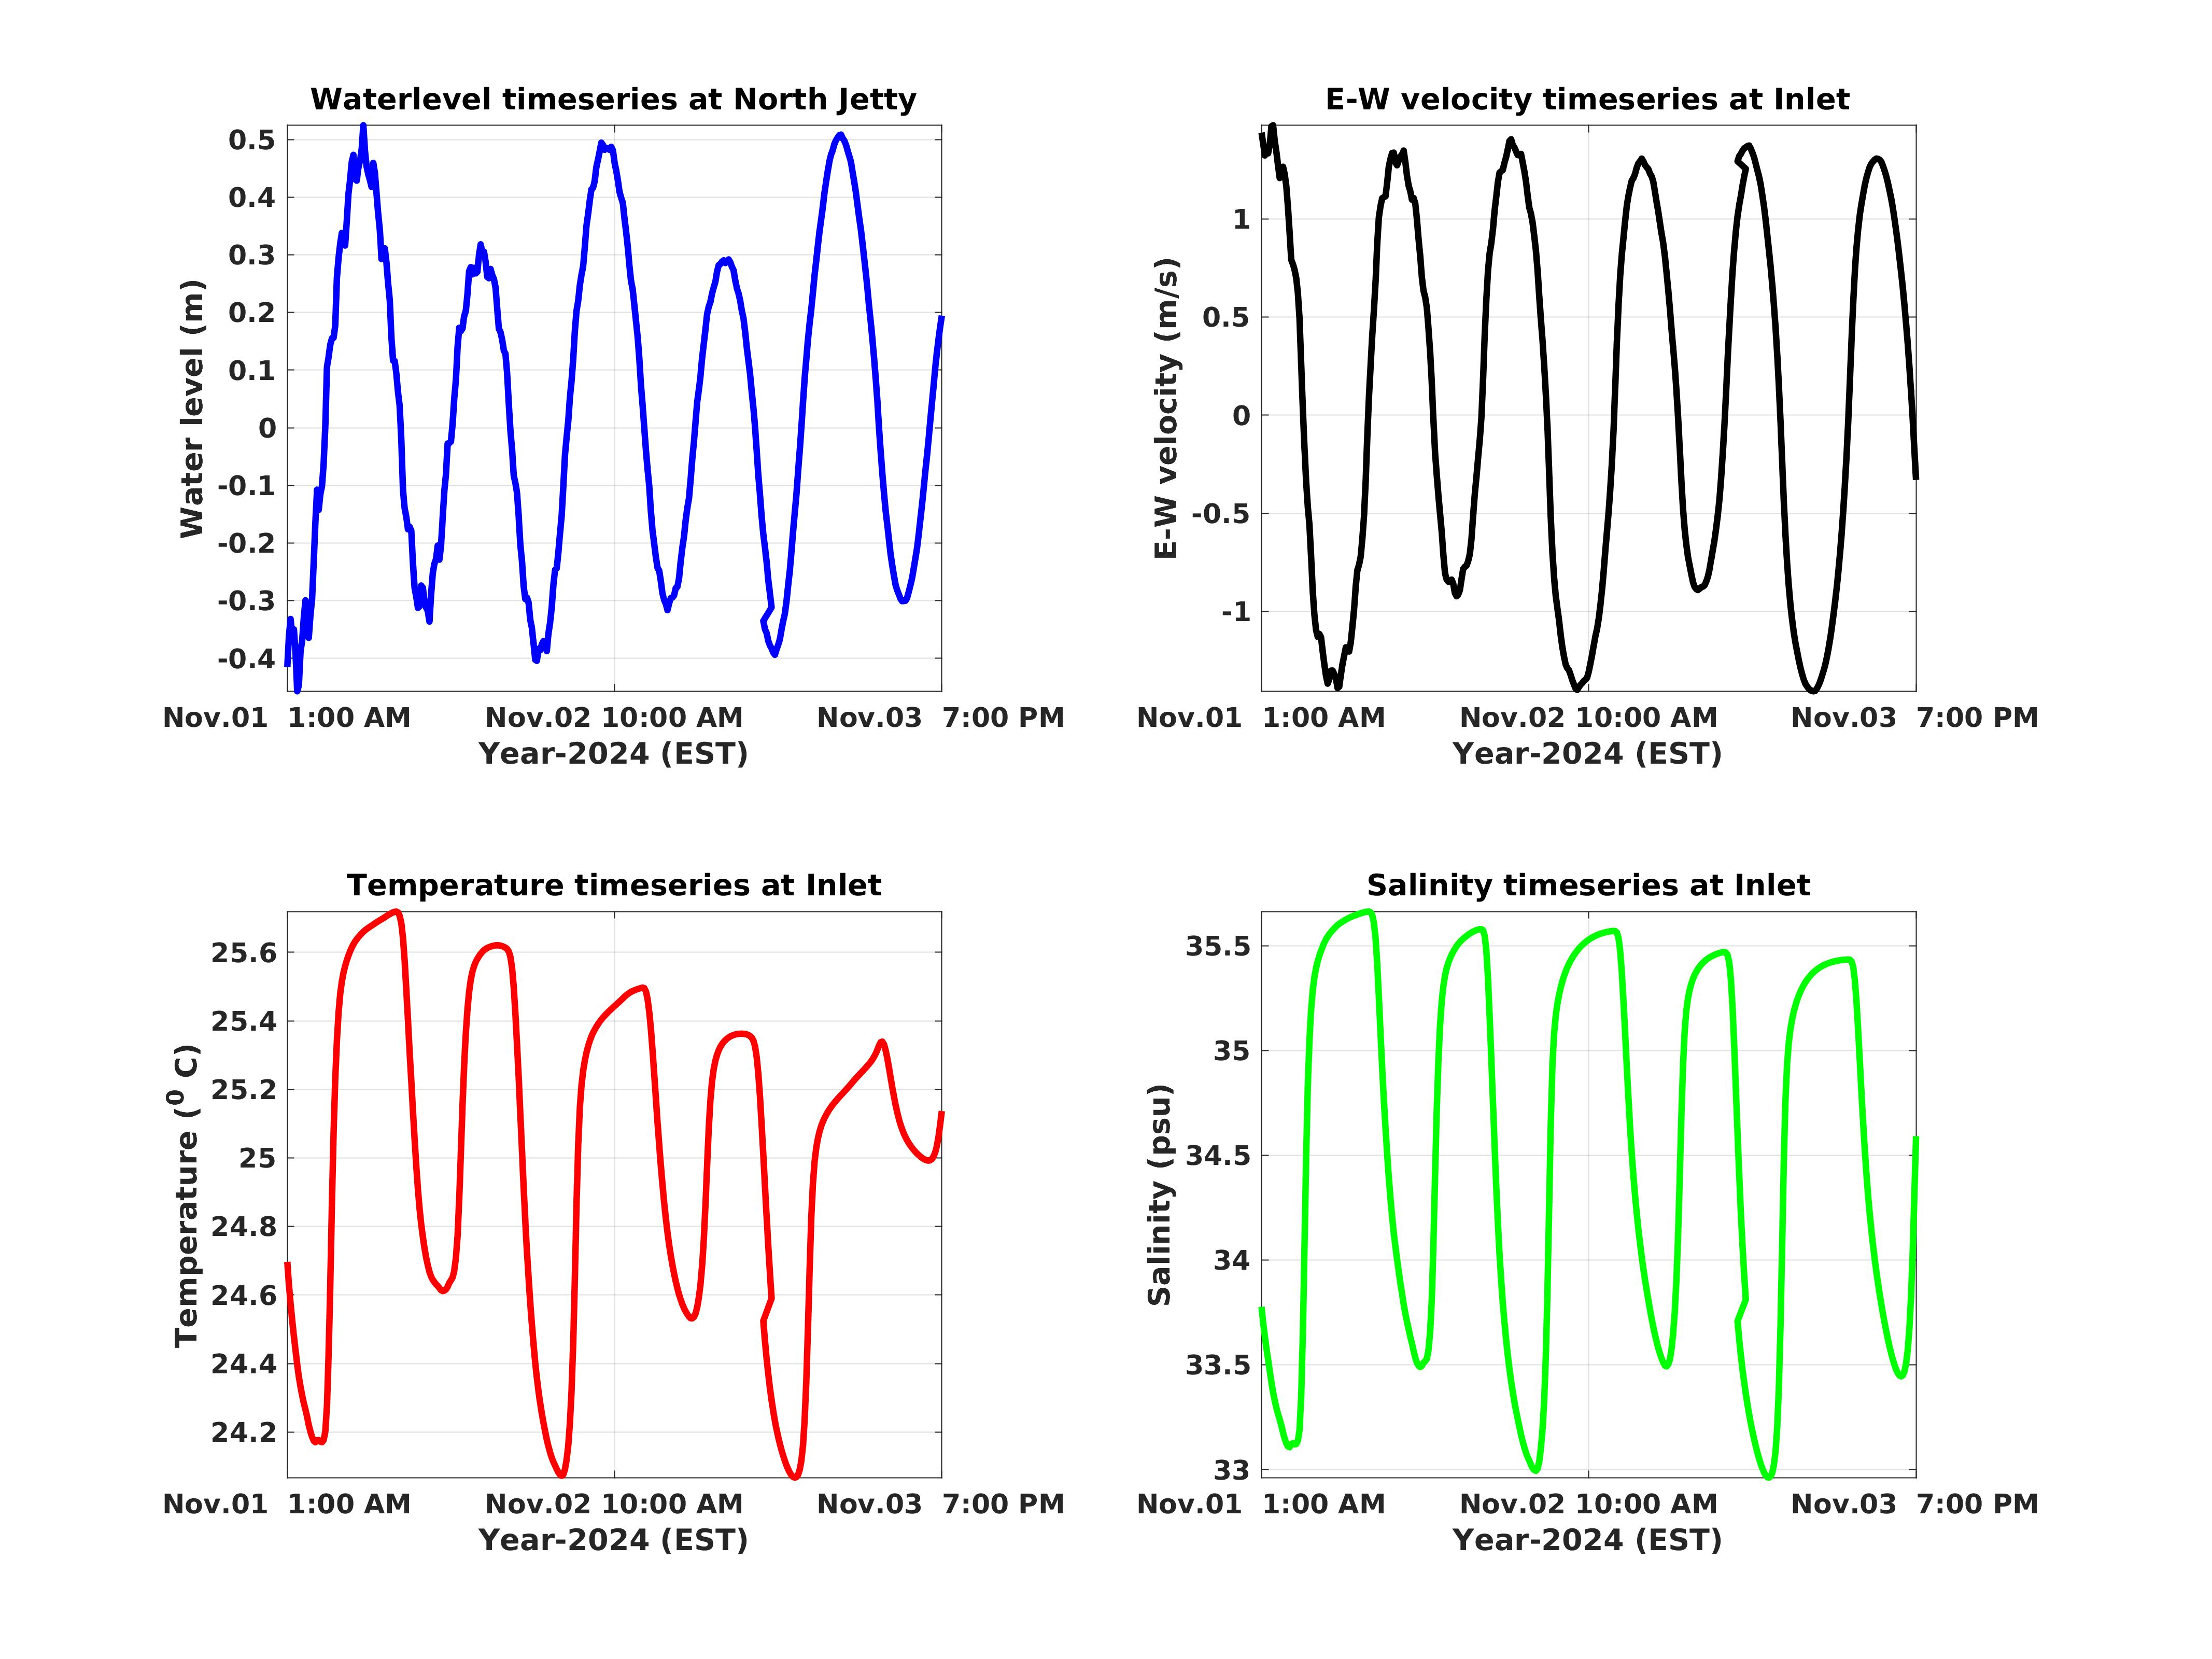 Waterlevel timeseries at North Jetty
0.5
0.4
0.3
0.2
0.1
0
-0.1
-0.2
-0.3
-0.4
Water level (m)
Nov.01 1:00 AM Nov.02 10:00 AM Nov.03 7:00 PM
Year-2024 (EST)
E-W velocity timeseries at Inlet
1
0.5
0
-0.5
-1
E-W velocity (m/s)
Nov.01 1:00 AM Nov.02 10:00 AM Nov.03 7:00 PM
Year-2024 (EST)
Temperature timeseries at Inlet
25.6
25.4
25.2
25
24.8
24.6
24.4
24.2
Temperature (⁰ C)
Nov.01 1:00 AM Nov.02 10:00 AM Nov.03 7:00 PM
Year-2024 (EST)
Salinity timeseries at Inlet
35.5
35
34.5
34
33.5
33
Salinity (psu)
Nov.01 1:00 AM Nov.02 10:00 AM Nov.03 7:00 PM
Year-2024 (EST)